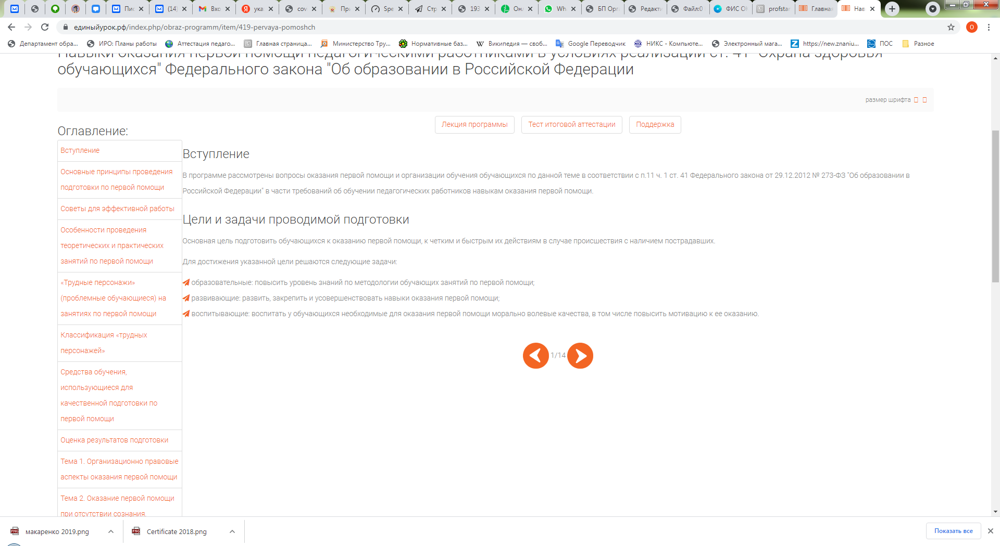 Пис
(14)
Вхо
ука
cov
При
Spe
Стр
193
Онл
Wh
БП Орг
Редакти
Файл:0
ФИС О
profstar
Главная
Нав
единыйурок.рф/index.php/obraz-programm/item/419-pervaya-pomoshch
О
Департамент обра...
ИРО: Планы работы
Аттестация педаго...
Главная страница...
Министерство Тру...
Нормативные баз...
Википедия — своб...
Google Переводчик
НИКС - Компьюте...
Электронный мага...
https://new.znaniu...
ПОС
Разное
Навыки оказания первой помощи педагогическими работниками в условиях реализации ст. 41 "Охрана здоровья
обучающихся" Федерального закона "Об образовании в Российской Федерации
размер шрифта
Лекция программы
Тест итоговой аттестации
Поддержка
Оглавление:
Вступление
Основные принципы проведения
подготовки по первой помощи
Советы для эффективной работы
Особенности проведения
теоретических и практических
занятий по первой помощи
«Трудные персонажи»
(проблемные обучающиеся) на
занятиях по первой помощи
Классификация «трудных
персонажей»
Средства обучения,
использующиеся для
качественной подготовки по
первой помощи
Оценка результатов подготовки
Тема 1. Организационно правовые
аспекты оказания первой помощи
Тема 2. Оказание первой помощи
при отсутствии сознания,
Вступление
В программе рассмотрены вопросы оказания первой помощи и организации обучения обучающихся по данной теме в соответствии с п.11 ч. 1 ст. 41 Федерального закона от 29.12.2012 № 273-ФЗ "Об образовании в
Российской Федерации" в части требований об обучении педагогических работников навыкам оказания первой помощи.
Цели и задачи проводимой подготовки
Основная цель подготовить обучающихся к оказанию первой помощи, к четким и быстрым их действиям в случае происшествия с наличием пострадавших.
Для достижения указанной цели решаются следующие задачи:
образовательные: повысить уровень знаний по методологии обучающих занятий по первой помощи;
развивающие: развить, закрепить и усовершенствовать навыки оказания первой помощи;
воспитывающие: воспитать у обучающихся необходимые для оказания первой помощи морально волевые качества, в том числе повысить мотивацию к ее оказанию.
1/14
макаренко 2019.png
Certificate 2018.png
Показать все